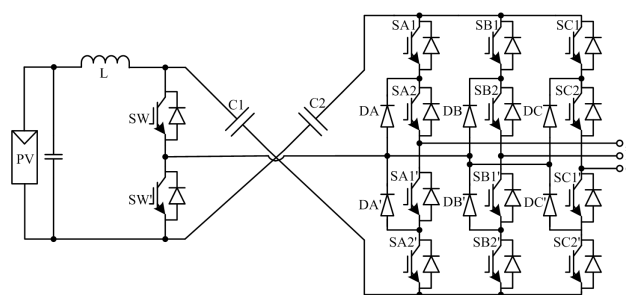 SA1 SB1 SC1
L
C1 C2
SA2 SB2 SC2
DA DB DC
SW
PV
SA1' SB1' SC1'
SW'
DA' DB' DC'
SA2' SB2' SC2'